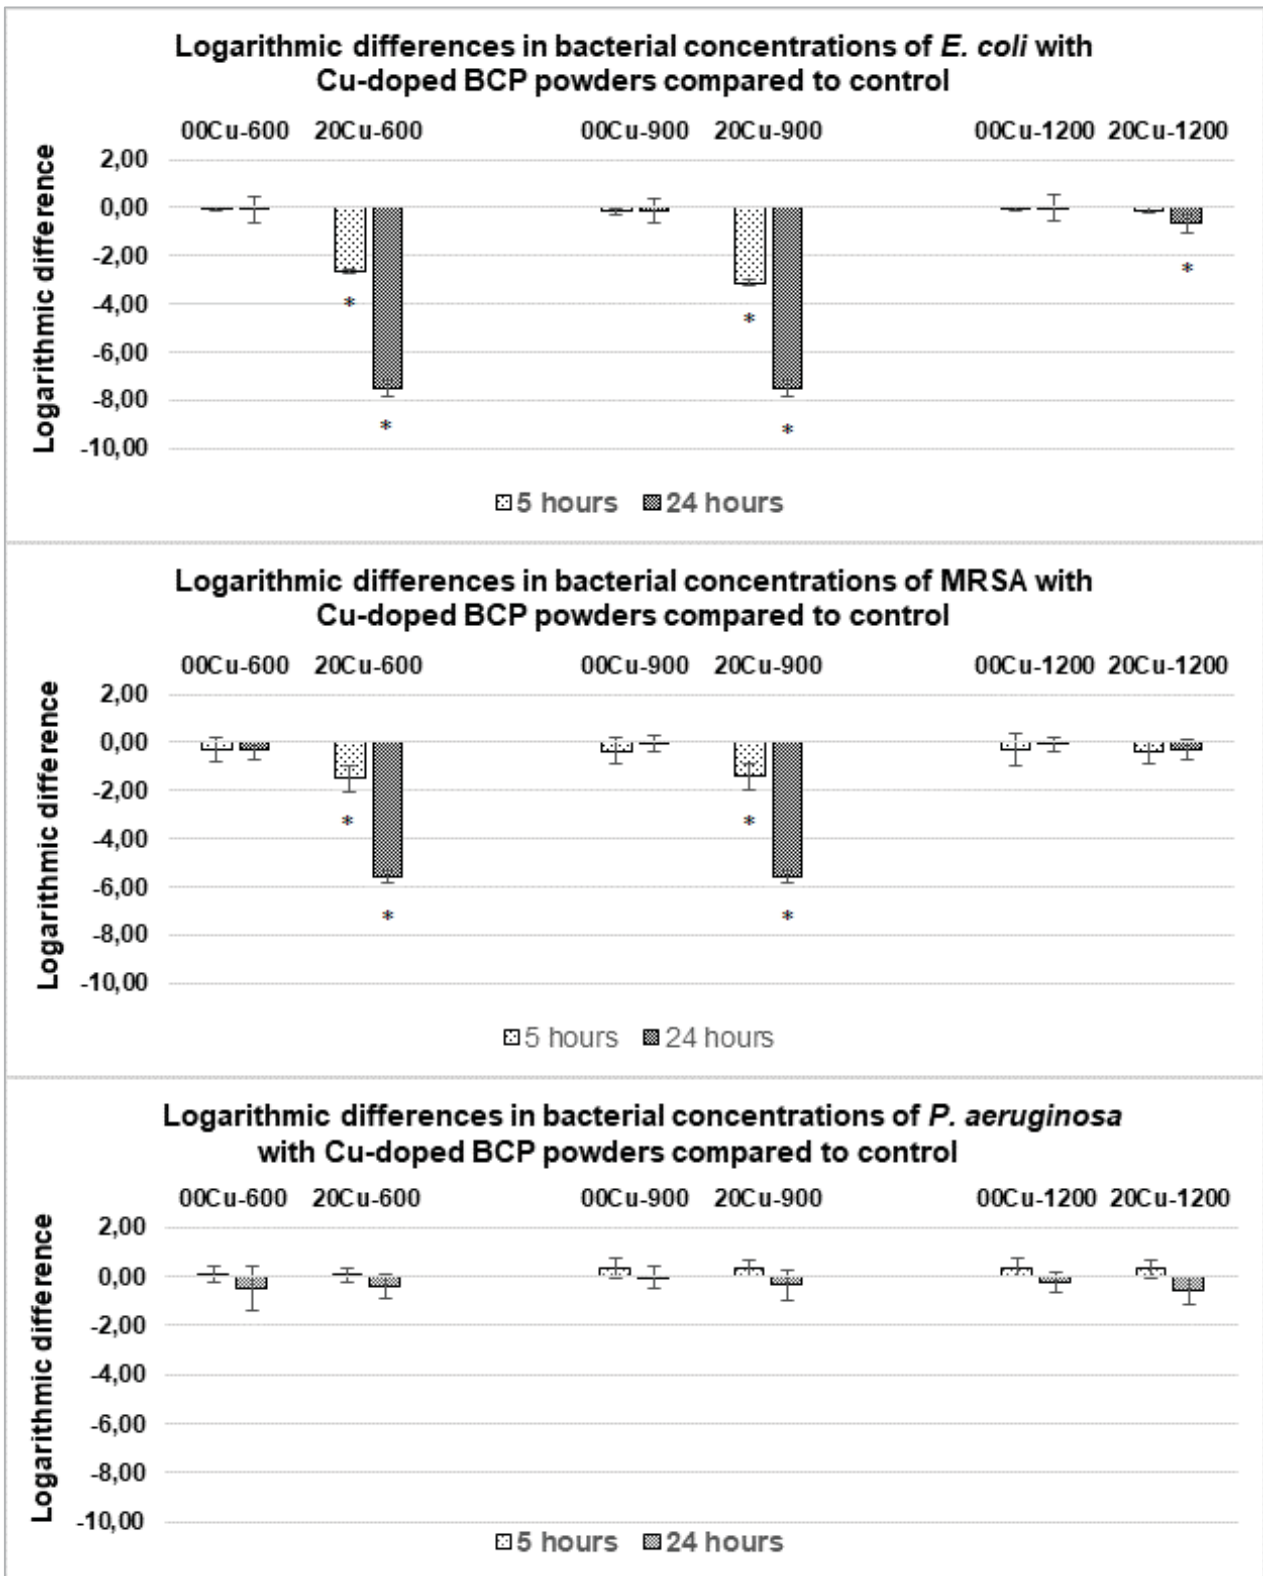 Logarithmic differences in bacterial concentrations of E. coli with
Cu-doped BCP powders compared to control
00Cu-600 20Cu-600 00Cu-900 20Cu-900 00Cu-1200 20Cu-1200
Logarithmic difference
2,00
0,00
-2,00
* * *
-4,00
-6,00
-8,00
* *
-10,00
5 hours 24 hours
Logarithmic differences in bacterial concentrations of MRSA with
Cu-doped BCP powders compared to control
00Cu-600 20Cu-600 00Cu-900 20Cu-900 00Cu-1200 20Cu-1200
Logarithmic difference
2,00
0,00
-2,00
* *
-4,00
-6,00
* *
-8,00
-10,00
5 hours 24 hours
Logarithmic differences in bacterial concentrations of P. aeruginosa
with Cu-doped BCP powders compared to control
00Cu-600 20Cu-600 00Cu-900 20Cu-900 00Cu-1200 20Cu-1200
Logarithmic difference
2,00
0,00
-2,00
-4,00
-6,00
-8,00
-10,00
5 hours 24 hours